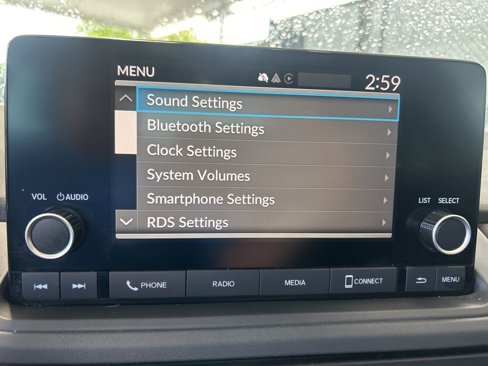 MENU
2:59
Sound Settings
Bluetooth Settings
Clock Settings
System Volumes
Smartphone Settings
RDS Settings
VOL AUDIO
LIST SELECT
PHONE
RADIO
MEDIA
CONNECT
MENU